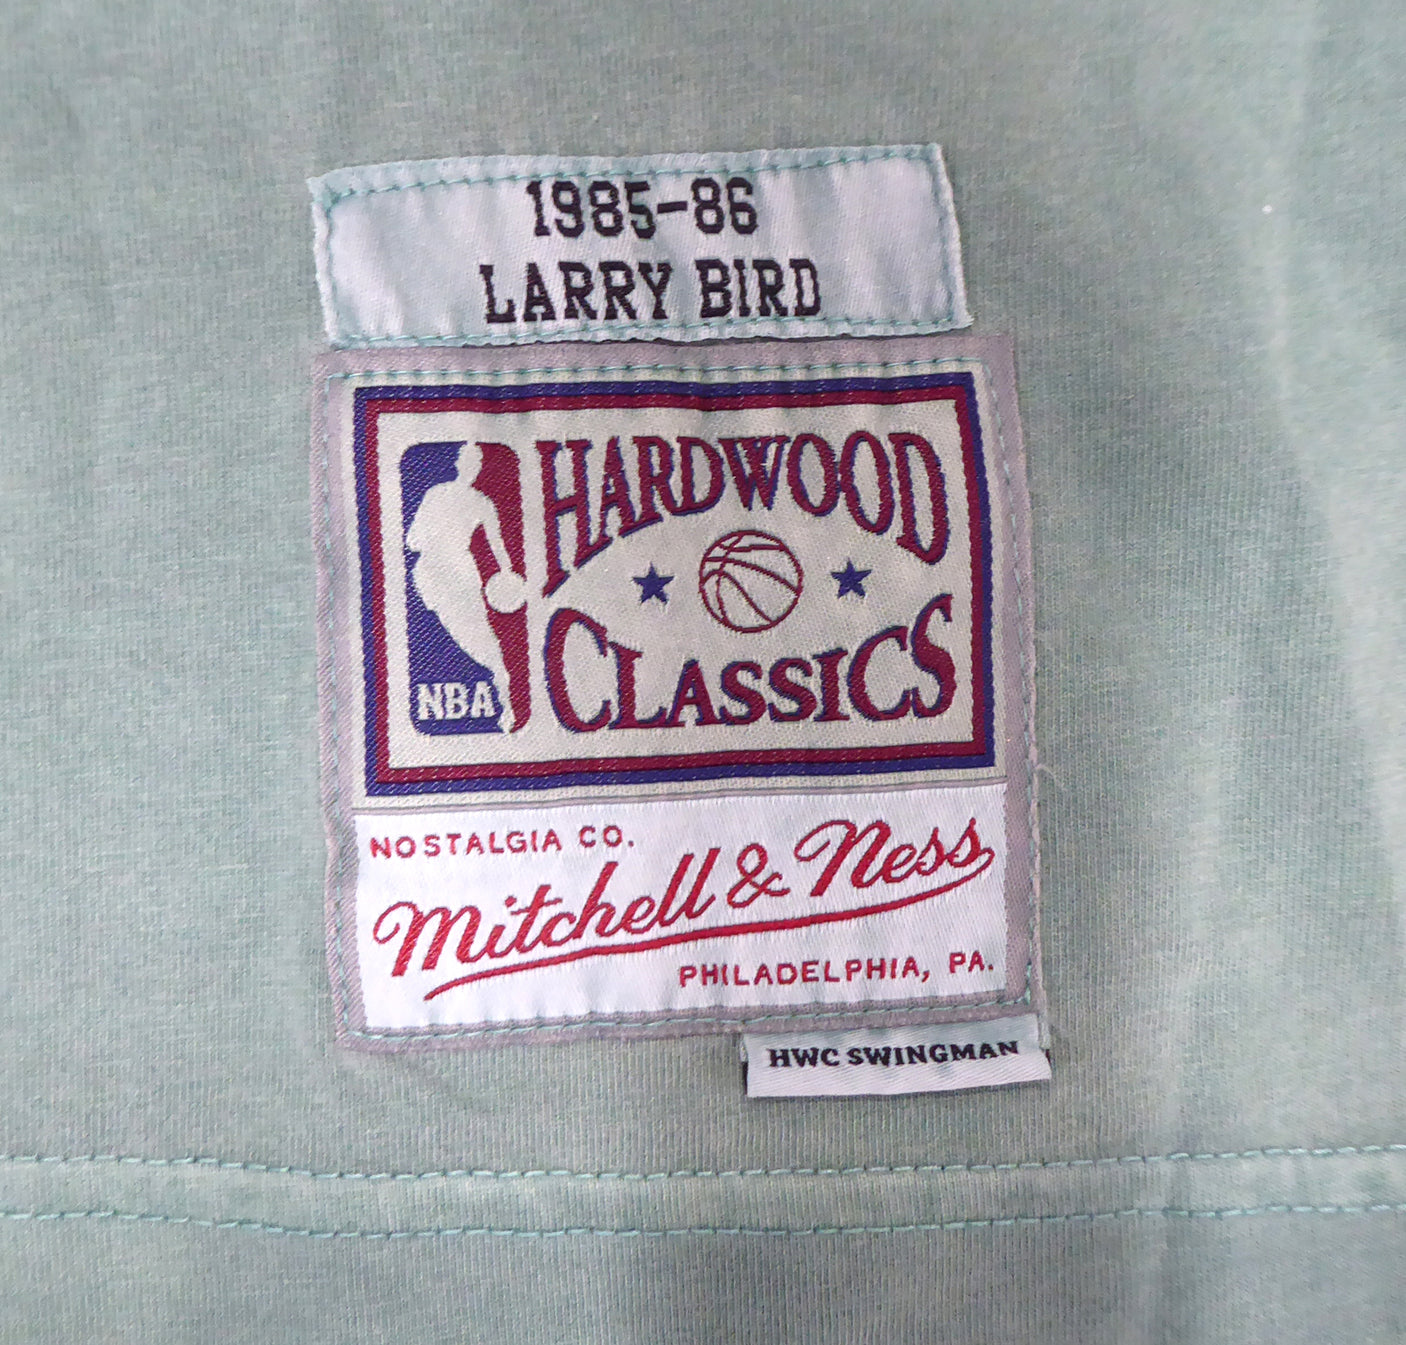 1985-86
LARRY BIRD
HARDWOOD
CLASSICS
NBA
NOSTALGIA CO.
Mitchell & Ness
PHILADELPHIA, PA.
HWC SWINGMAN